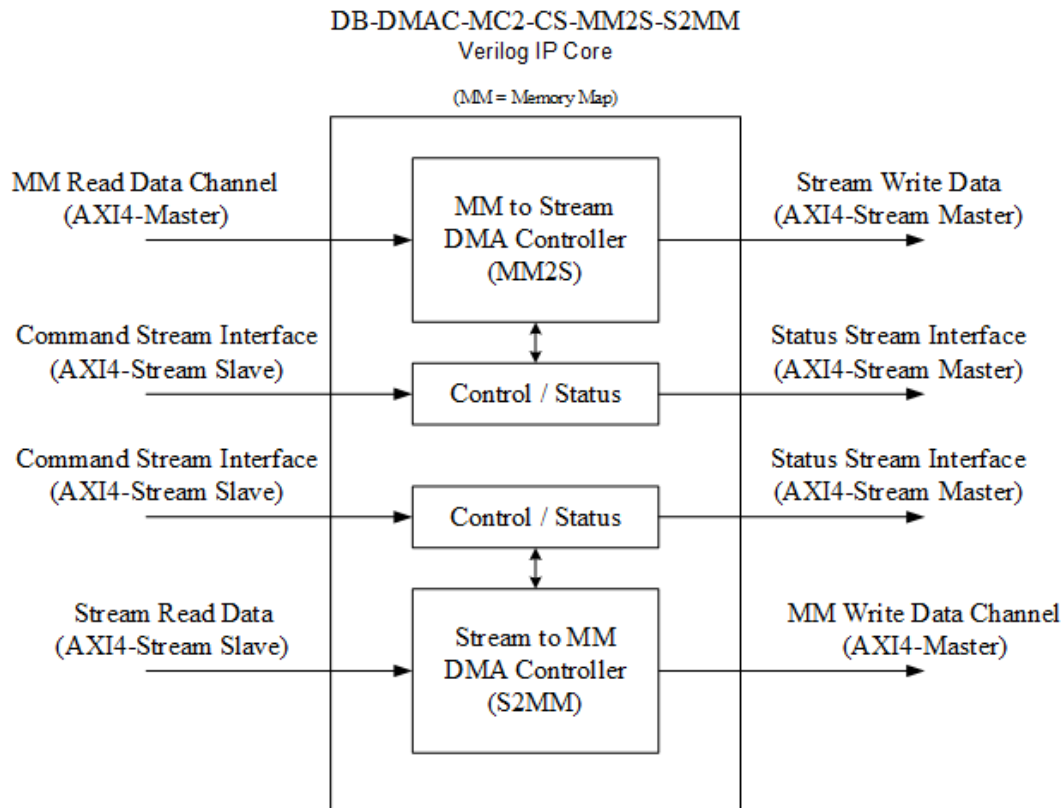 DB-DMAC-MC2-CS-MM2S-S2MM
Verilog IP Core
(MM = Memory Map)
MM Read Data Channel
(AXI4-Master)
MM to Stream
DMA Controller
(MM2S)
Stream Write Data
(AXI4-Stream Master)
Command Stream Interface
(AXI4-Stream Slave)
Control / Status
Status Stream Interface
(AXI4-Stream Master)
Command Stream Interface
(AXI4-Stream Slave)
Control / Status
Status Stream Interface
(AXI4-Stream Master)
Stream Read Data
(AXI4-Stream Slave)
Stream to MM
DMA Controller
(S2MM)
MM Write Data Channel
(AXI4-Master)